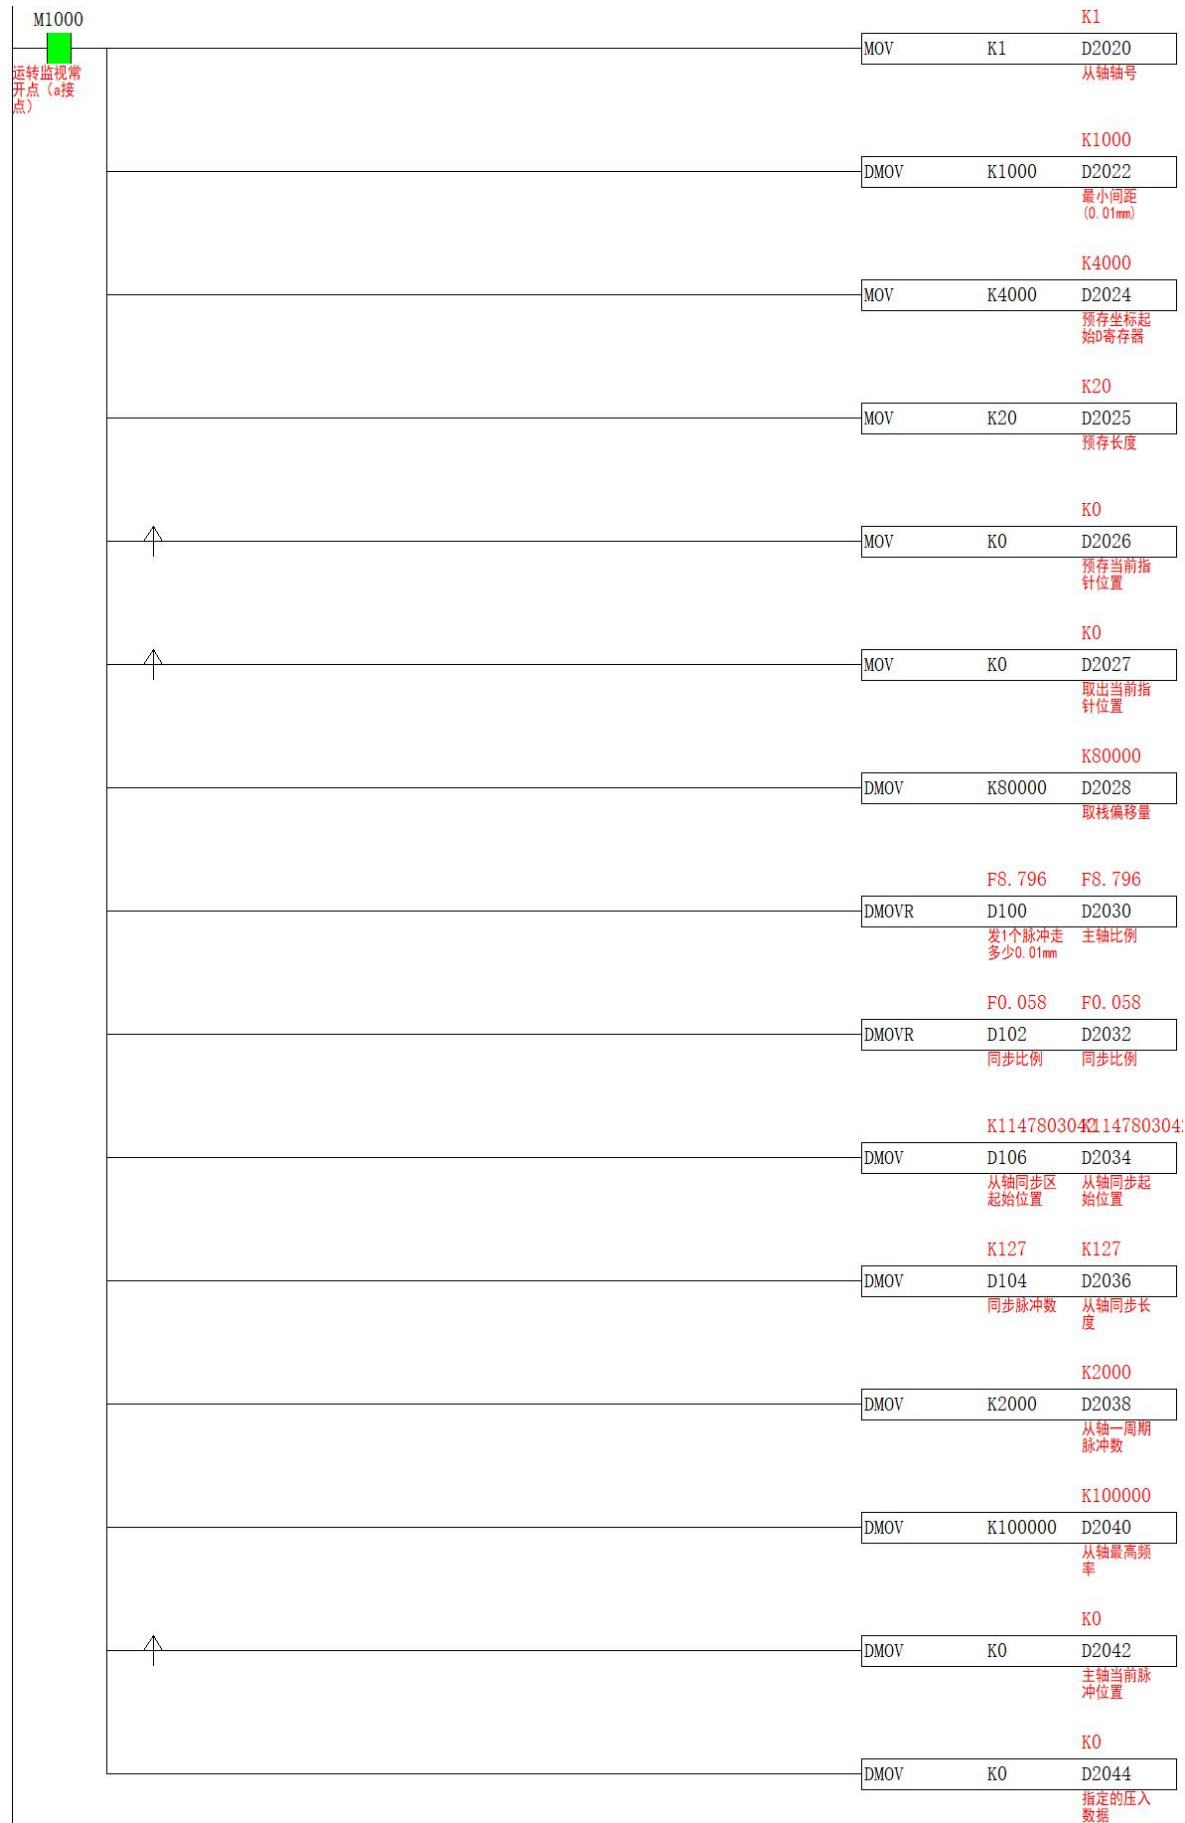 M1000
运转监视常
开点（a接
点）
K1
MOV K1 D2020
从轴轴号
K1000
DMOV K1000 D2022
最小间距
(0.01mm)
K4000
MOV K4000 D2024
预存坐标起
始D寄存器
K20
MOV K20 D2025
预存长度
K0
MOV K0 D2026
预存当前指
针位置
K0
MOV K0 D2027
取出当前指
针位置
K80000
DMOV K80000 D2028
取栈偏移量
F8.796 F8.796
DMOVR D100 D2030
发1个脉冲走 主轴比例
多少0.01mm
F0.058 F0.058
DMOVR D102 D2032
同步比例 同步比例
K1147803042 K1147803042
DMOV D106 D2034
从轴同步区 从轴同步起
起始位置 始位置
K127 K127
DMOV D104 D2036
同步脉冲数 从轴同步长
度
K2000
DMOV K2000 D2038
从轴一周期
脉冲数
K100000
DMOV K100000 D2040
从轴最高频
率
K0
DMOV K0 D2042
主轴当前脉
冲位置
K0
DMOV K0 D2044
指定的压入
数据